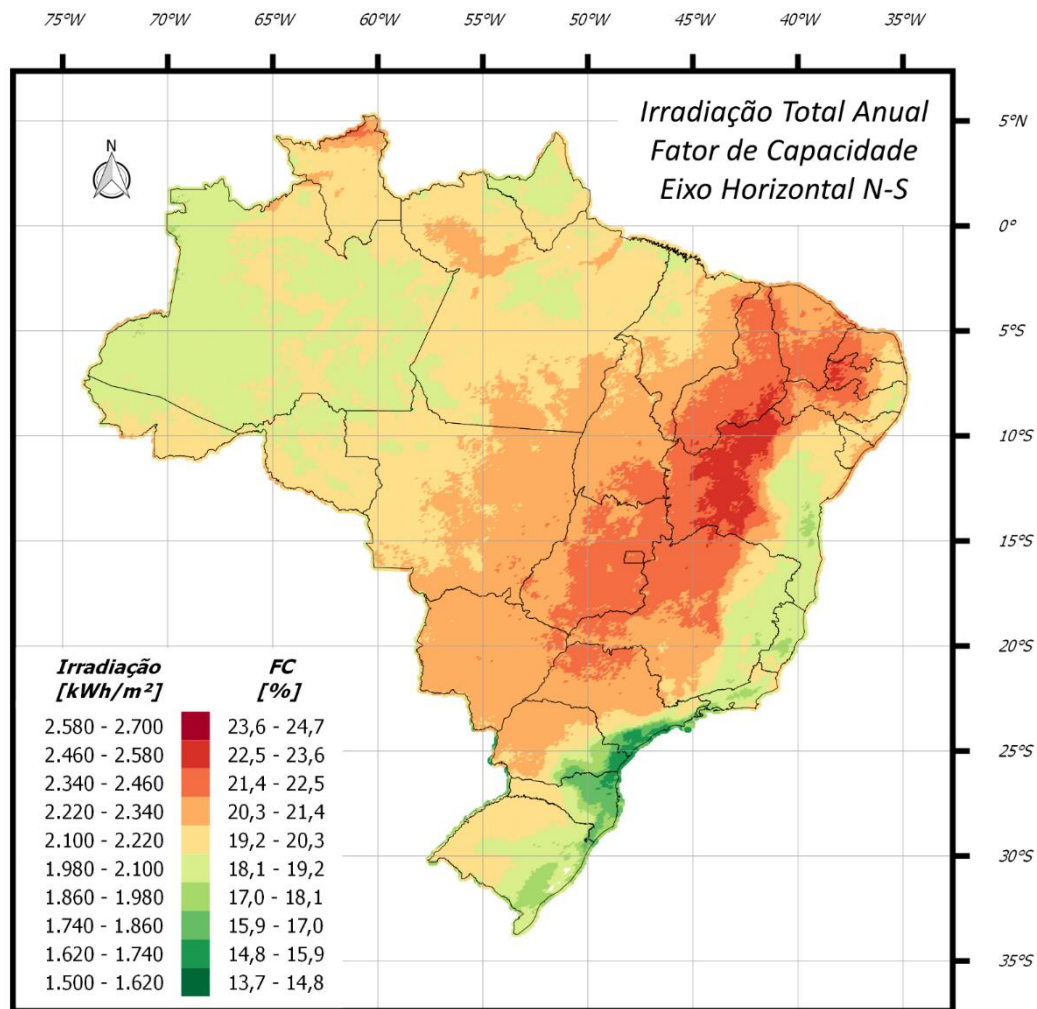 75°W 70°W 65°W 60°W 55°W 50°W 45°W 40°W 35°W
Irradiação Total Anual
Fator de Capacidade
Eixo Horizontal N-S
N
5°N
0°
5°S
10°S
15°S
20°S
25°S
30°S
35°S
Irradiação FC
[kWh/m²] [%]
2.580 - 2.700 23,6 - 24,7
2.460 - 2.580 22,5 - 23,6
2.340 - 2.460 21,4 - 22,5
2.220 - 2.340 20,3 - 21,4
2.100 - 2.220 19,2 - 20,3
1.980 - 2.100 18,1 - 19,2
1.860 - 1.980 17,0 - 18,1
1.740 - 1.860 15,9 - 17,0
1.620 - 1.740 14,8 - 15,9
1.500 - 1.620 13,7 - 14,8